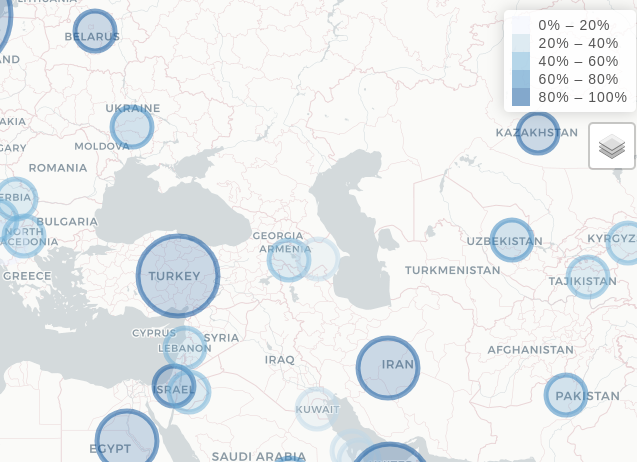 LITHUANIA
0% – 20%
20% – 40%
40% – 60%
60% – 80%
80% – 100%
BELARUS
AND
UKRAINE
KAZAKHSTAN
AKIA
GARY
MOLDOVA
ROMANIA
ERBIA
BULGARIA
NORTH
ACEDONIA
GEORGIA
ARMENIA
UZBEKISTAN
KYRGYZ
GREECE
TURKEY
TURKMENISTAN
TAJIKISTAN
CYPRUS
SYRIA
LEBANON
IRAQ
IRAN
AFGHANISTAN
ISRAEL
KUWAIT
PAKISTAN
EGYPT
SAUDI ARABIA